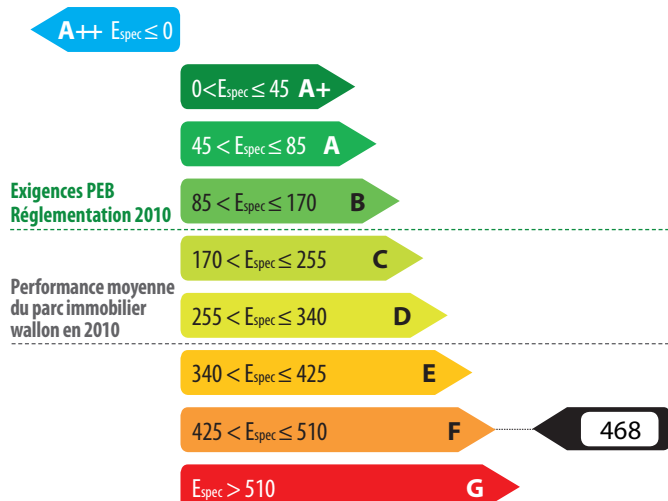 A++ Espec ≤ 0
0<Espec ≤ 45 A+
45 < Espec ≤ 85 A
Exigences PEB
Réglementation 2010
85 < Espec ≤ 170 B
170 < Espec ≤ 255 C
Performance moyenne
du parc immobilier
wallon en 2010
255 < Espec ≤ 340 D
340 < Espec ≤ 425 E
425 < Espec ≤ 510 F
468
Espec > 510 G